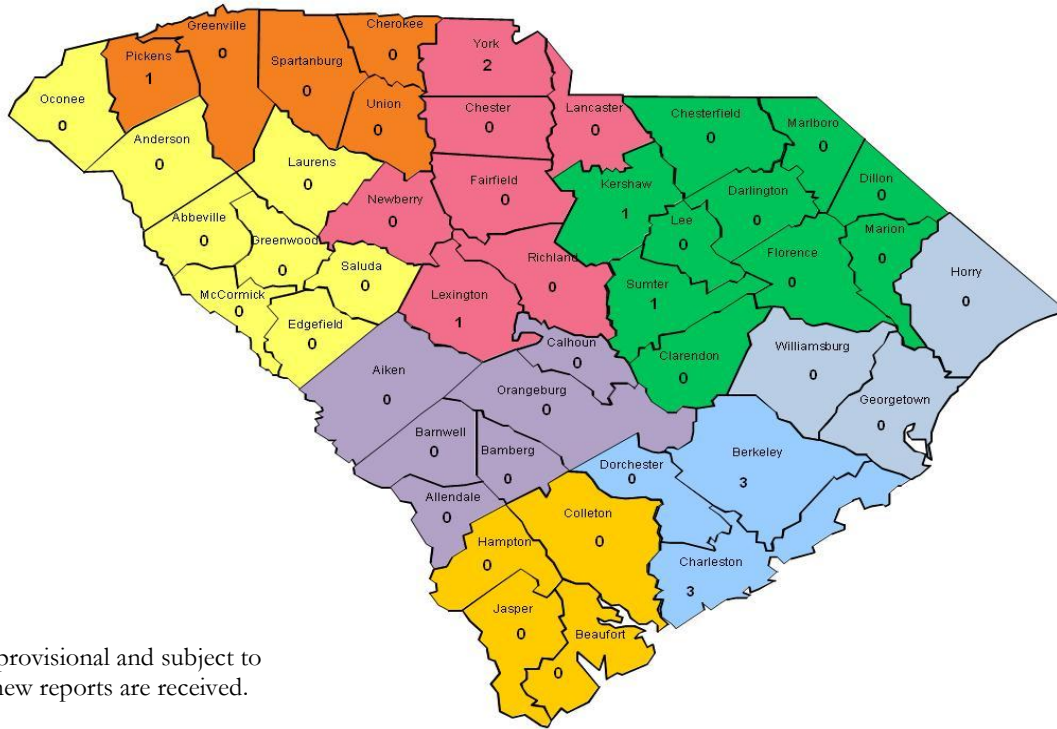 Cherokee
0
Greenville
0
York
2
Pickens
1
Spartanburg
0
Oconee
0
Union
0
Chester
0
Lancaster
0
Chesterfield
0
Marlboro
0
Anderson
0
Laurens
0
Fairfield
0
Kershaw
1
Darlington
0
Dillon
0
Newberry
0
Abbeville
0
Greenwood
0
Lee
0
Marion
0
Saluda
0
Richland
0
Florence
0
Horry
0
McCormick
0
Lexington
1
Sumter
1
Edgefield
0
Calhoun
0
Clarendon
0
Williamsburg
0
Aiken
0
Orangeburg
0
Georgetown
0
Barnwell
0
Bamberg
0
Berkeley
3
Dorchester
0
Allendale
0
Colleton
0
Hampton
0
Charleston
3
Jasper
0
Beaufort
0
provisional and subject to
new reports are received.